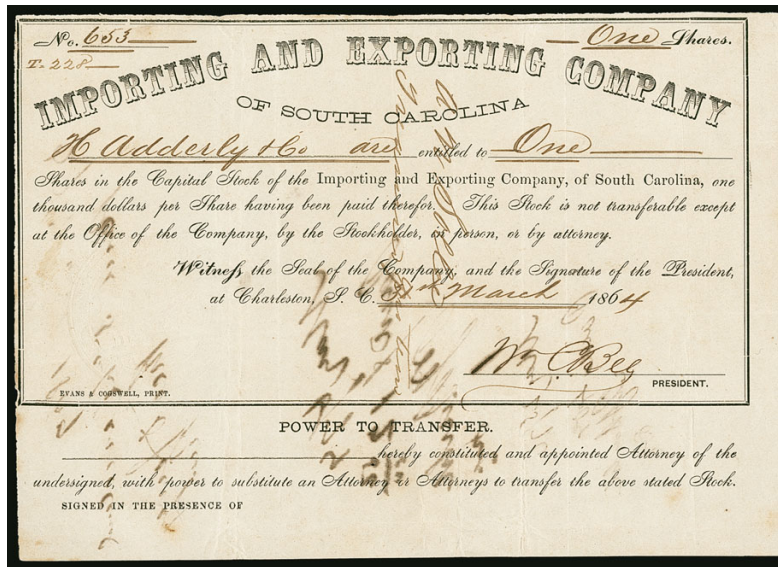 No. 653 One Shares.
T-228
IMPORTING AND EXPORTING COMPANY
OF SOUTH CAROLINA
H Adderly & Co are entitled to One
Shares in the Capital Stock of the Importing and Exporting Company, of South Carolina, one
thousand dollars per Share having been paid therefor. This Stock is not transferable except
at the Office of the Company, by the Stockholder, in person, or by attorney.
Witness the Seal of the Company, and the Signature of the President,
at Charleston, S. C. March 1864
Wm C Bee
PRESIDENT.
EVANS & COGSWELL, PRINT.
POWER TO TRANSFER.
hereby constituted and appointed Attorney of the
undersigned, with power to substitute an Attorney or Attorneys to transfer the above stated Stock.
SIGNED IN THE PRESENCE OF